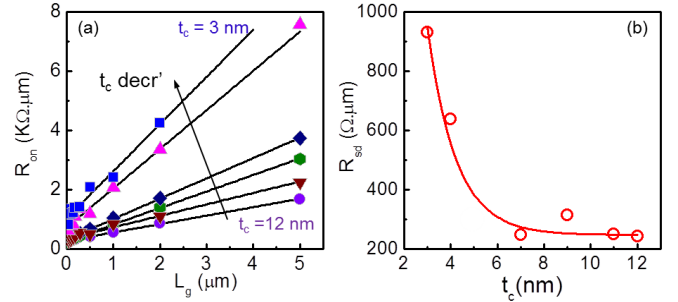 (a)
t_c = 3 nm
t_c decr'
t_c =12 nm
R_on (KΩ.μm)
8
6
4
2
0
0 1 2 3 4 5
L_g (μm)
(b)
R_sd (Ω.μm)
1000
800
600
400
200
2 4 6 8 10 12
t_c(nm)